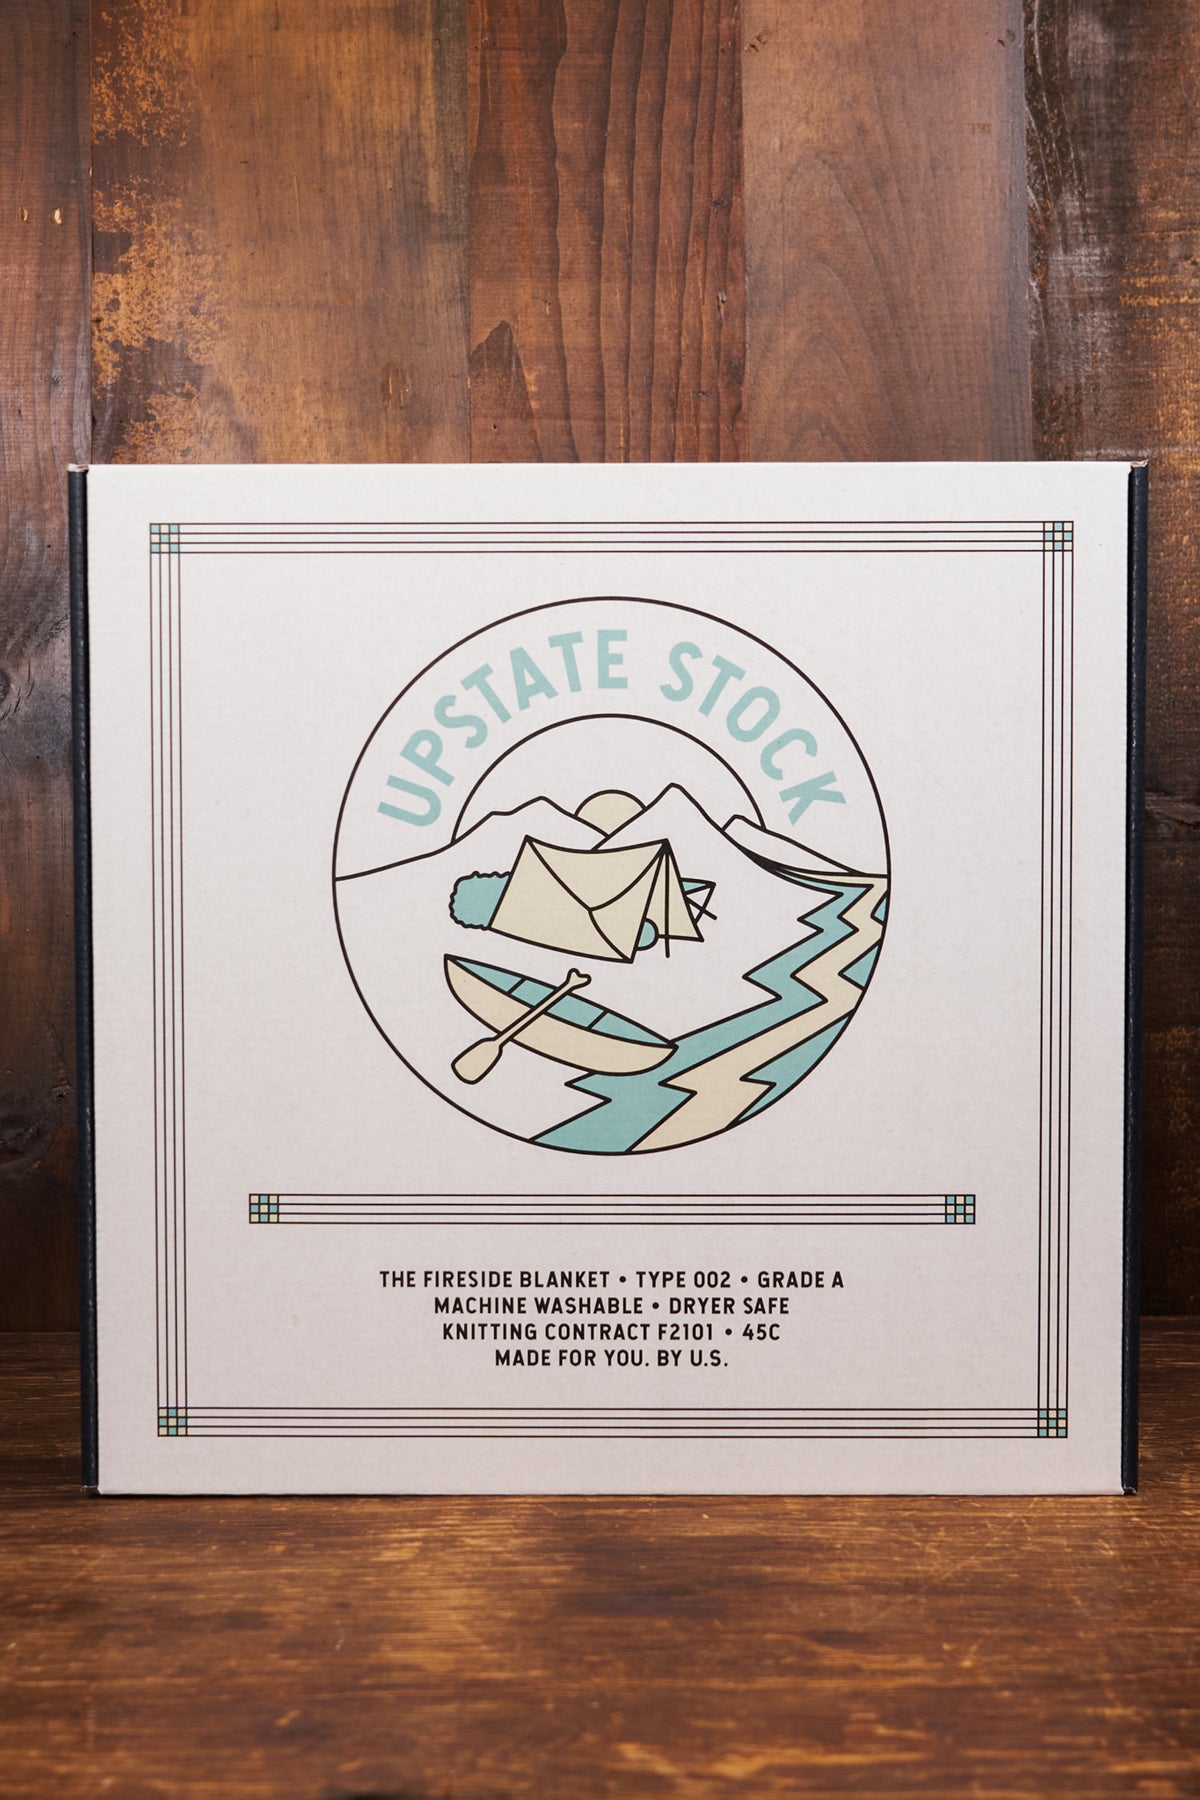 UPSTATE STOCK
THE FIRESIDE BLANKET • TYPE 002 • GRADE A
MACHINE WASHABLE • DRYER SAFE
KNITTING CONTRACT F2101 • 45C
MADE FOR YOU. BY U.S.